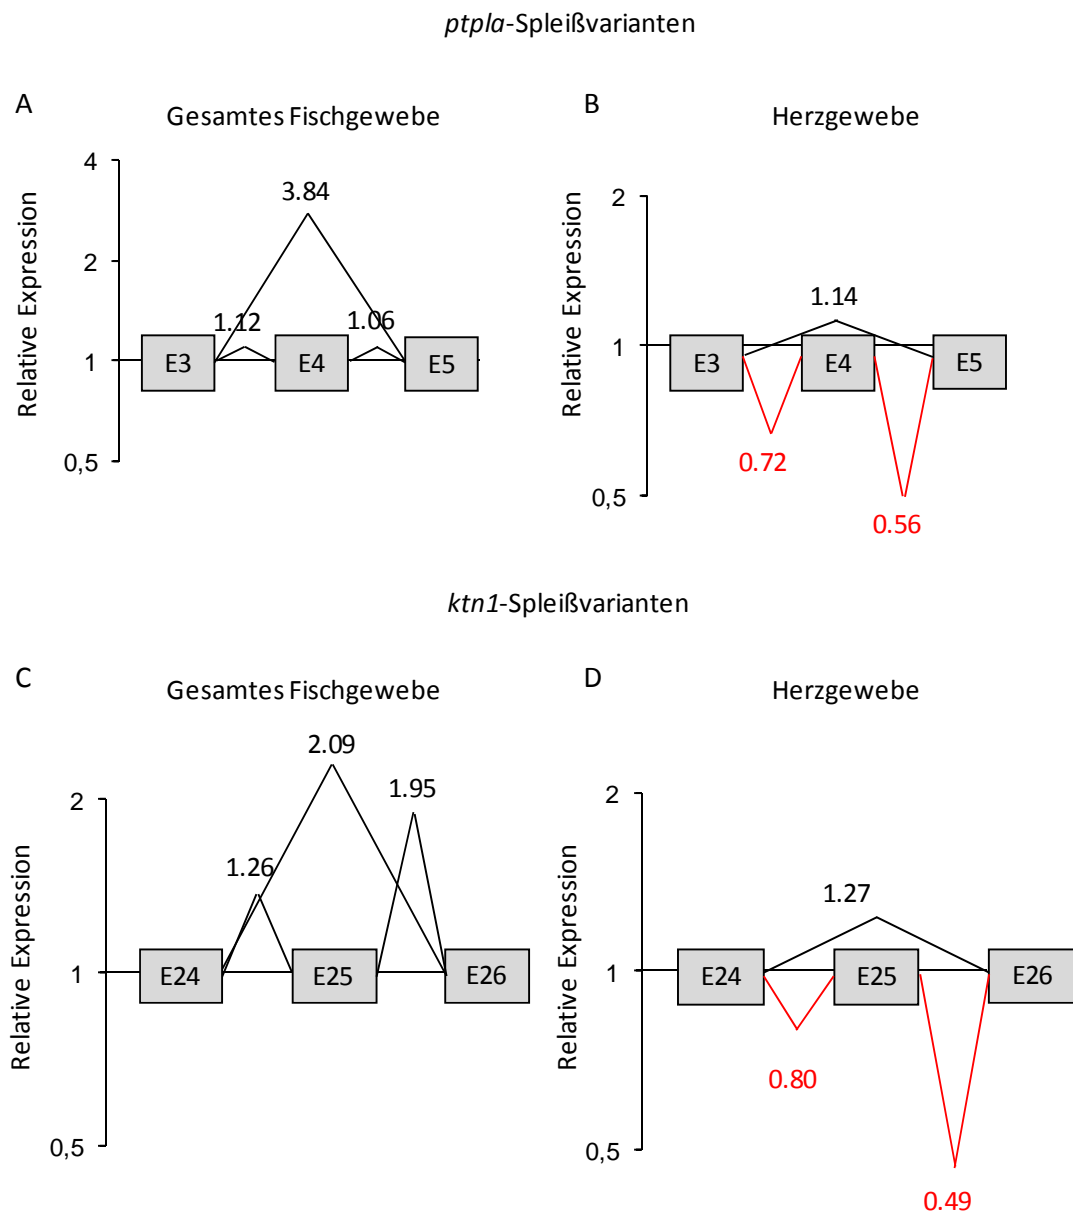 ptpla-Spleißvarianten
A
Gesamtes Fischgewebe
Relative Expression
4
2
1
0,5
3.84
1.12
1.06
E3
E4
E5
B
Herzgewebe
Relative Expression
2
1
0,5
1.14
E3
E4
E5
0.72
0.56
ktn1-Spleißvarianten
C
Gesamtes Fischgewebe
Relative Expression
2
1
0,5
2.09
1.95
1.26
E24
E25
E26
D
Herzgewebe
Relative Expression
2
1
0,5
1.27
E24
E25
E26
0.80
0.49